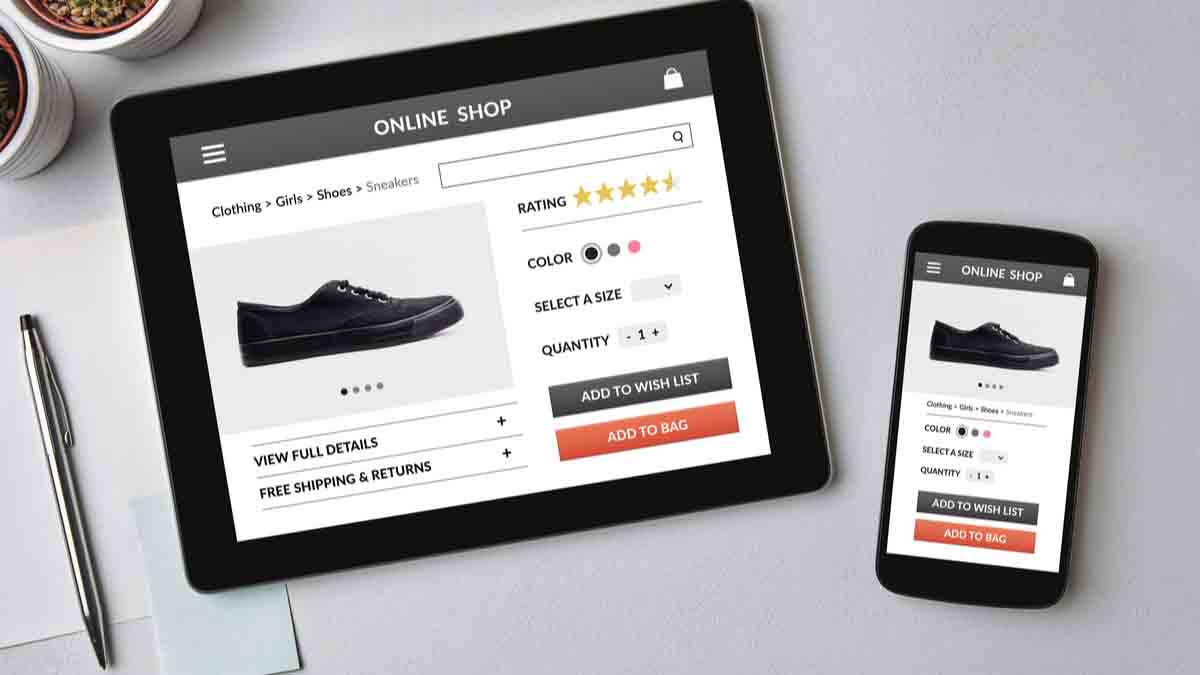 ONLINE SHOP
Clothing > Girls > Shoes > Sneakers
RATING
COLOR
SELECT A SIZE
QUANTITY - 1 +
ADD TO WISH LIST
ADD TO BAG
VIEW FULL DETAILS +
FREE SHIPPING & RETURNS +
ONLINE SHOP
Clothing > Girls > Shoes > Sneakers
COLOR
SELECT A SIZE
QUANTITY - 1 +
ADD TO WISH LIST
ADD TO BAG